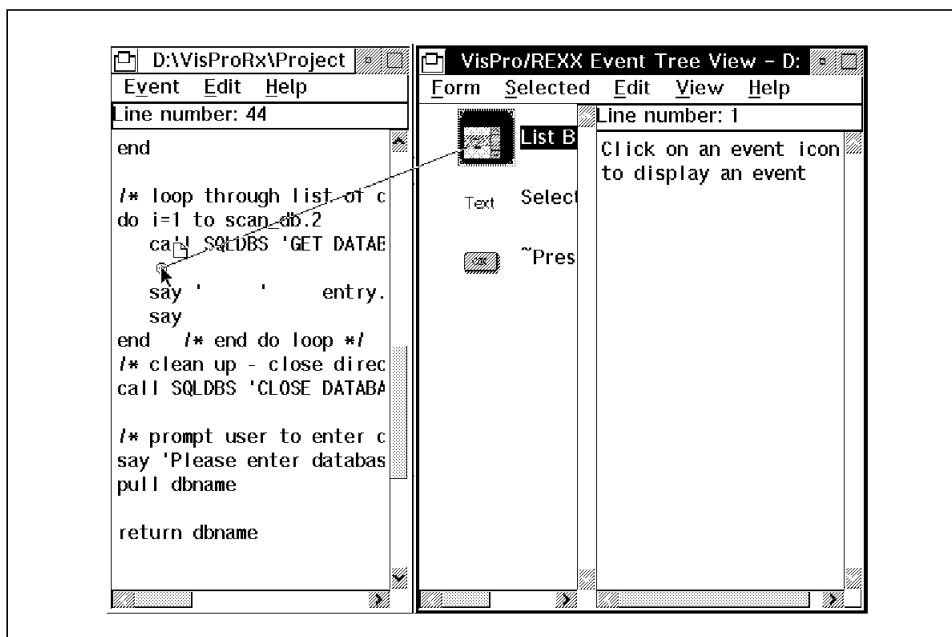 D:\VisProRx\Project
Event Edit Help
Line number: 44
end
/* loop through list of c
do i=1 to scan_db.2
call SQLDBS 'GET DATAB
say ' ' entry.
say
end /* end do loop */
/* clean up - close direc
call SQLDBS 'CLOSE DATABA
/* prompt user to enter c
say 'Please enter databas
pull dbname
return dbname
VisPro/REXX Event Tree View - D:
Form Selected Edit View Help
List B
Text Select
OK ~Pres
Line number: 1
Click on an event icon
to display an event